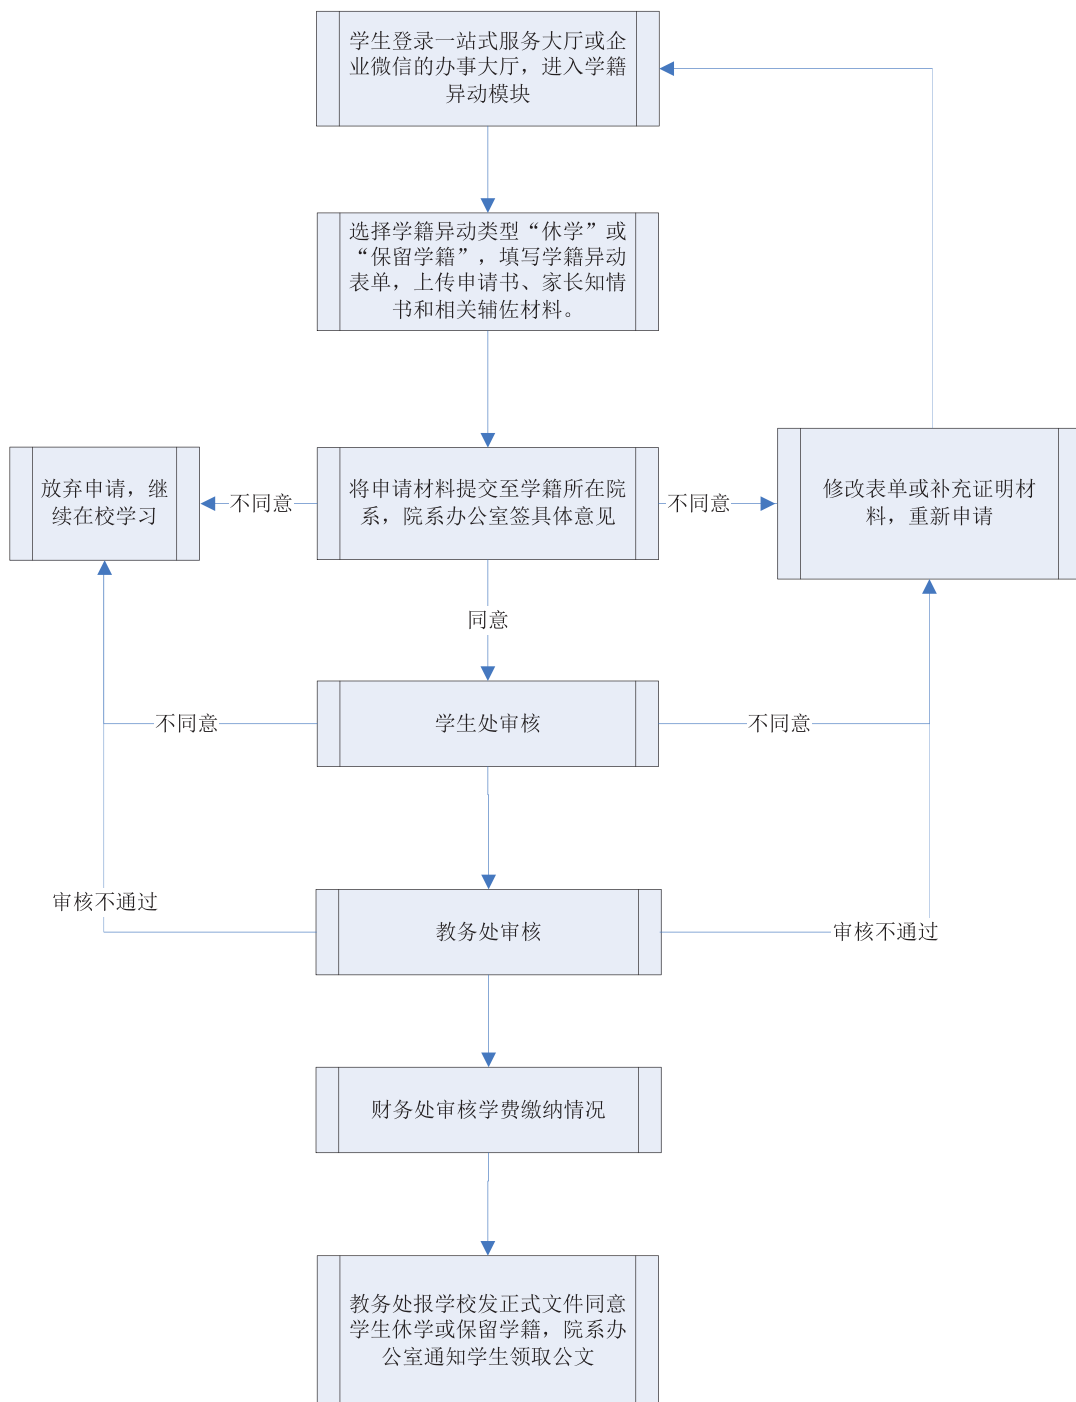 学生登录一站式服务大厅或企
业微信的办事大厅，进入学籍
异动模块
选择学籍异动类型“休学”或
“保留学籍”，填写学籍异动
表单，上传申请书、家长知情
书和相关辅佐材料。
放弃申请，继
续在校学习
不同意
将申请材料提交至学籍所在院
系，院系办公室签具体意见
不同意
修改表单或补充证明材
料，重新申请
同意
不同意
学生处审核
不同意
审核不通过
教务处审核
审核不通过
财务处审核学费缴纳情况
教务处报学校发正式文件同意
学生休学或保留学籍，院系办
公室通知学生领取公文